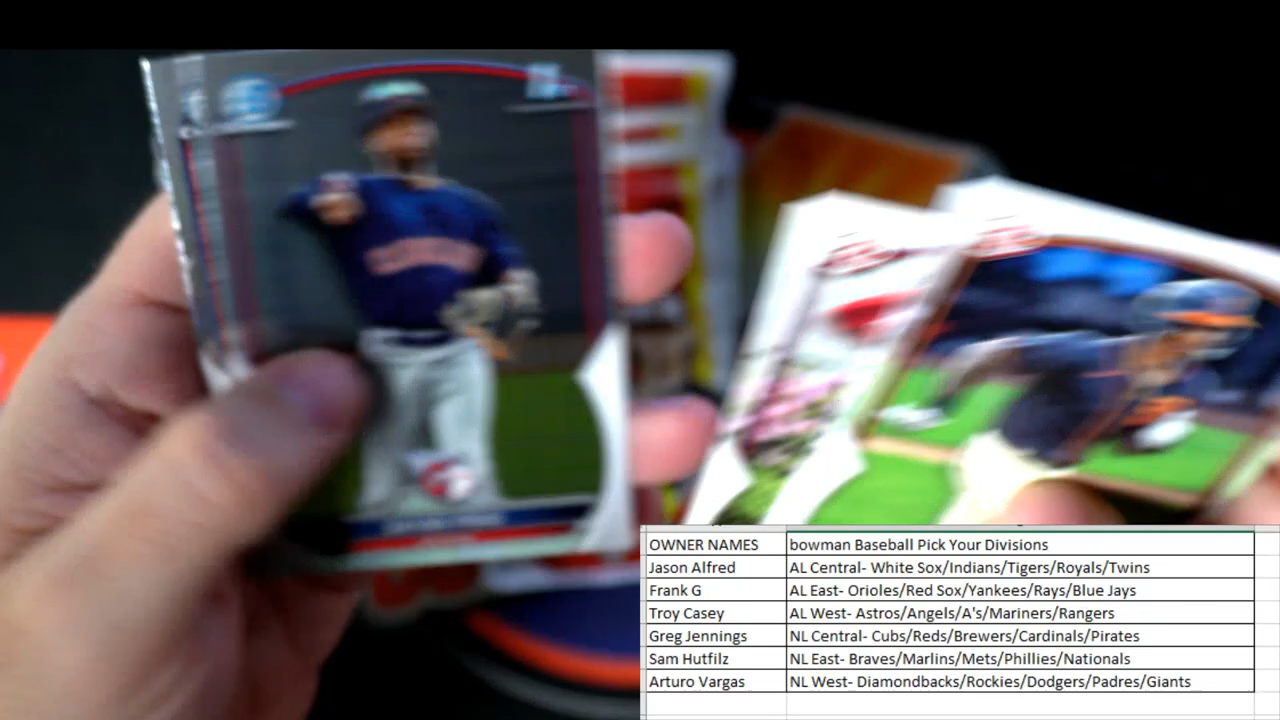 OWNER NAMES bowman Baseball Pick Your Divisions
Jason Alfred AL Central- White Sox/Indians/Tigers/Royals/Twins
Frank G AL East- Orioles/Red Sox/Yankees/Rays/Blue Jays
Troy Casey AL West- Astros/Angels/A's/Mariners/Rangers
Greg Jennings NL Central- Cubs/Reds/Brewers/Cardinals/Pirates
Sam Hutfilz NL East- Braves/Marlins/Mets/Phillies/Nationals
Arturo Vargas NL West- Diamondbacks/Rockies/Dodgers/Padres/Giants